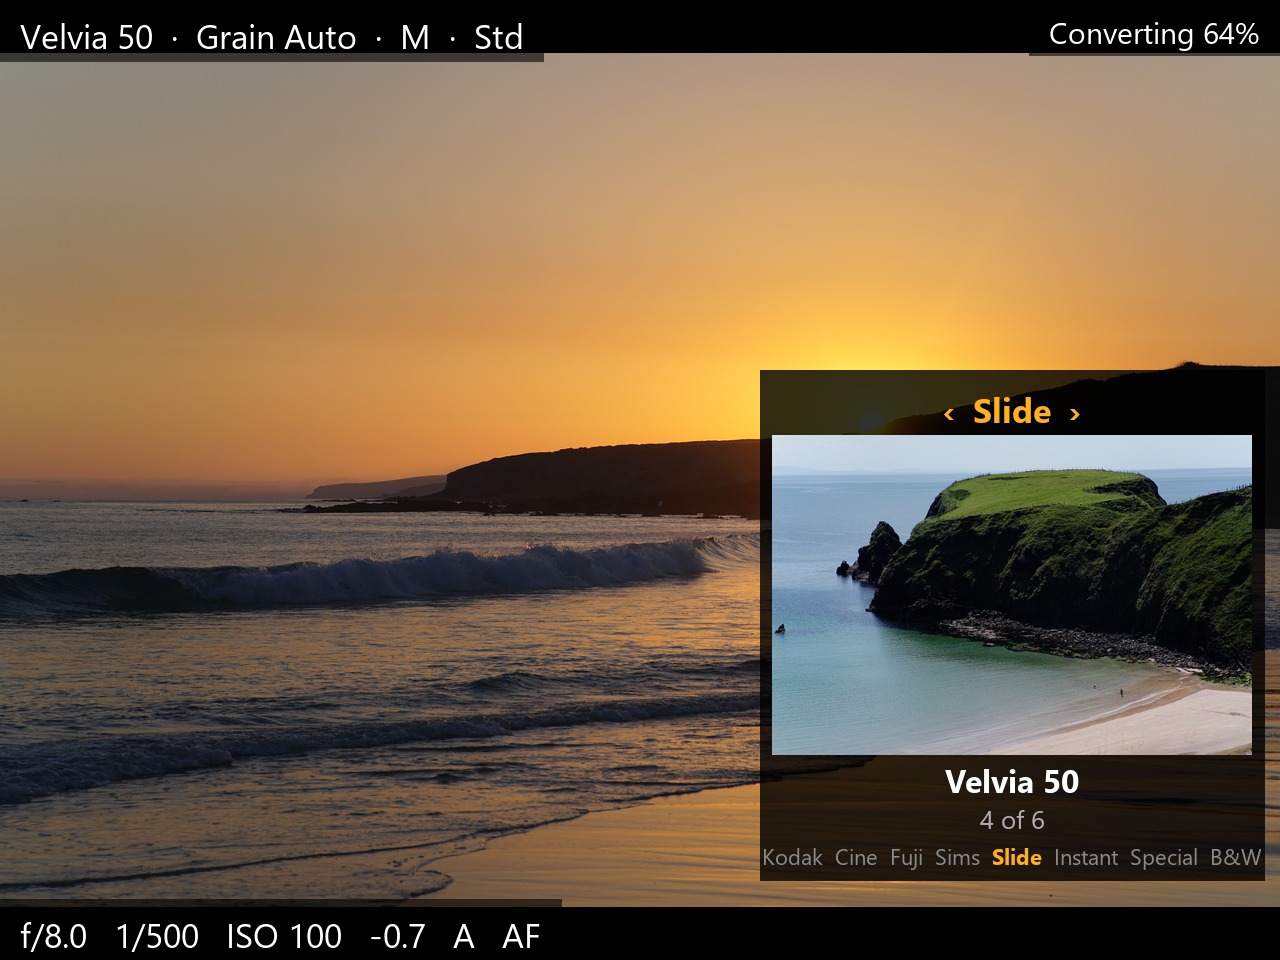 Velvia 50 · Grain Auto · M · Std
Converting 64%
‹ Slide ›
Velvia 50
4 of 6
Kodak Cine Fuji Sims Slide Instant Special B&W
f/8.0 1/500 ISO 100 -0.7 A AF